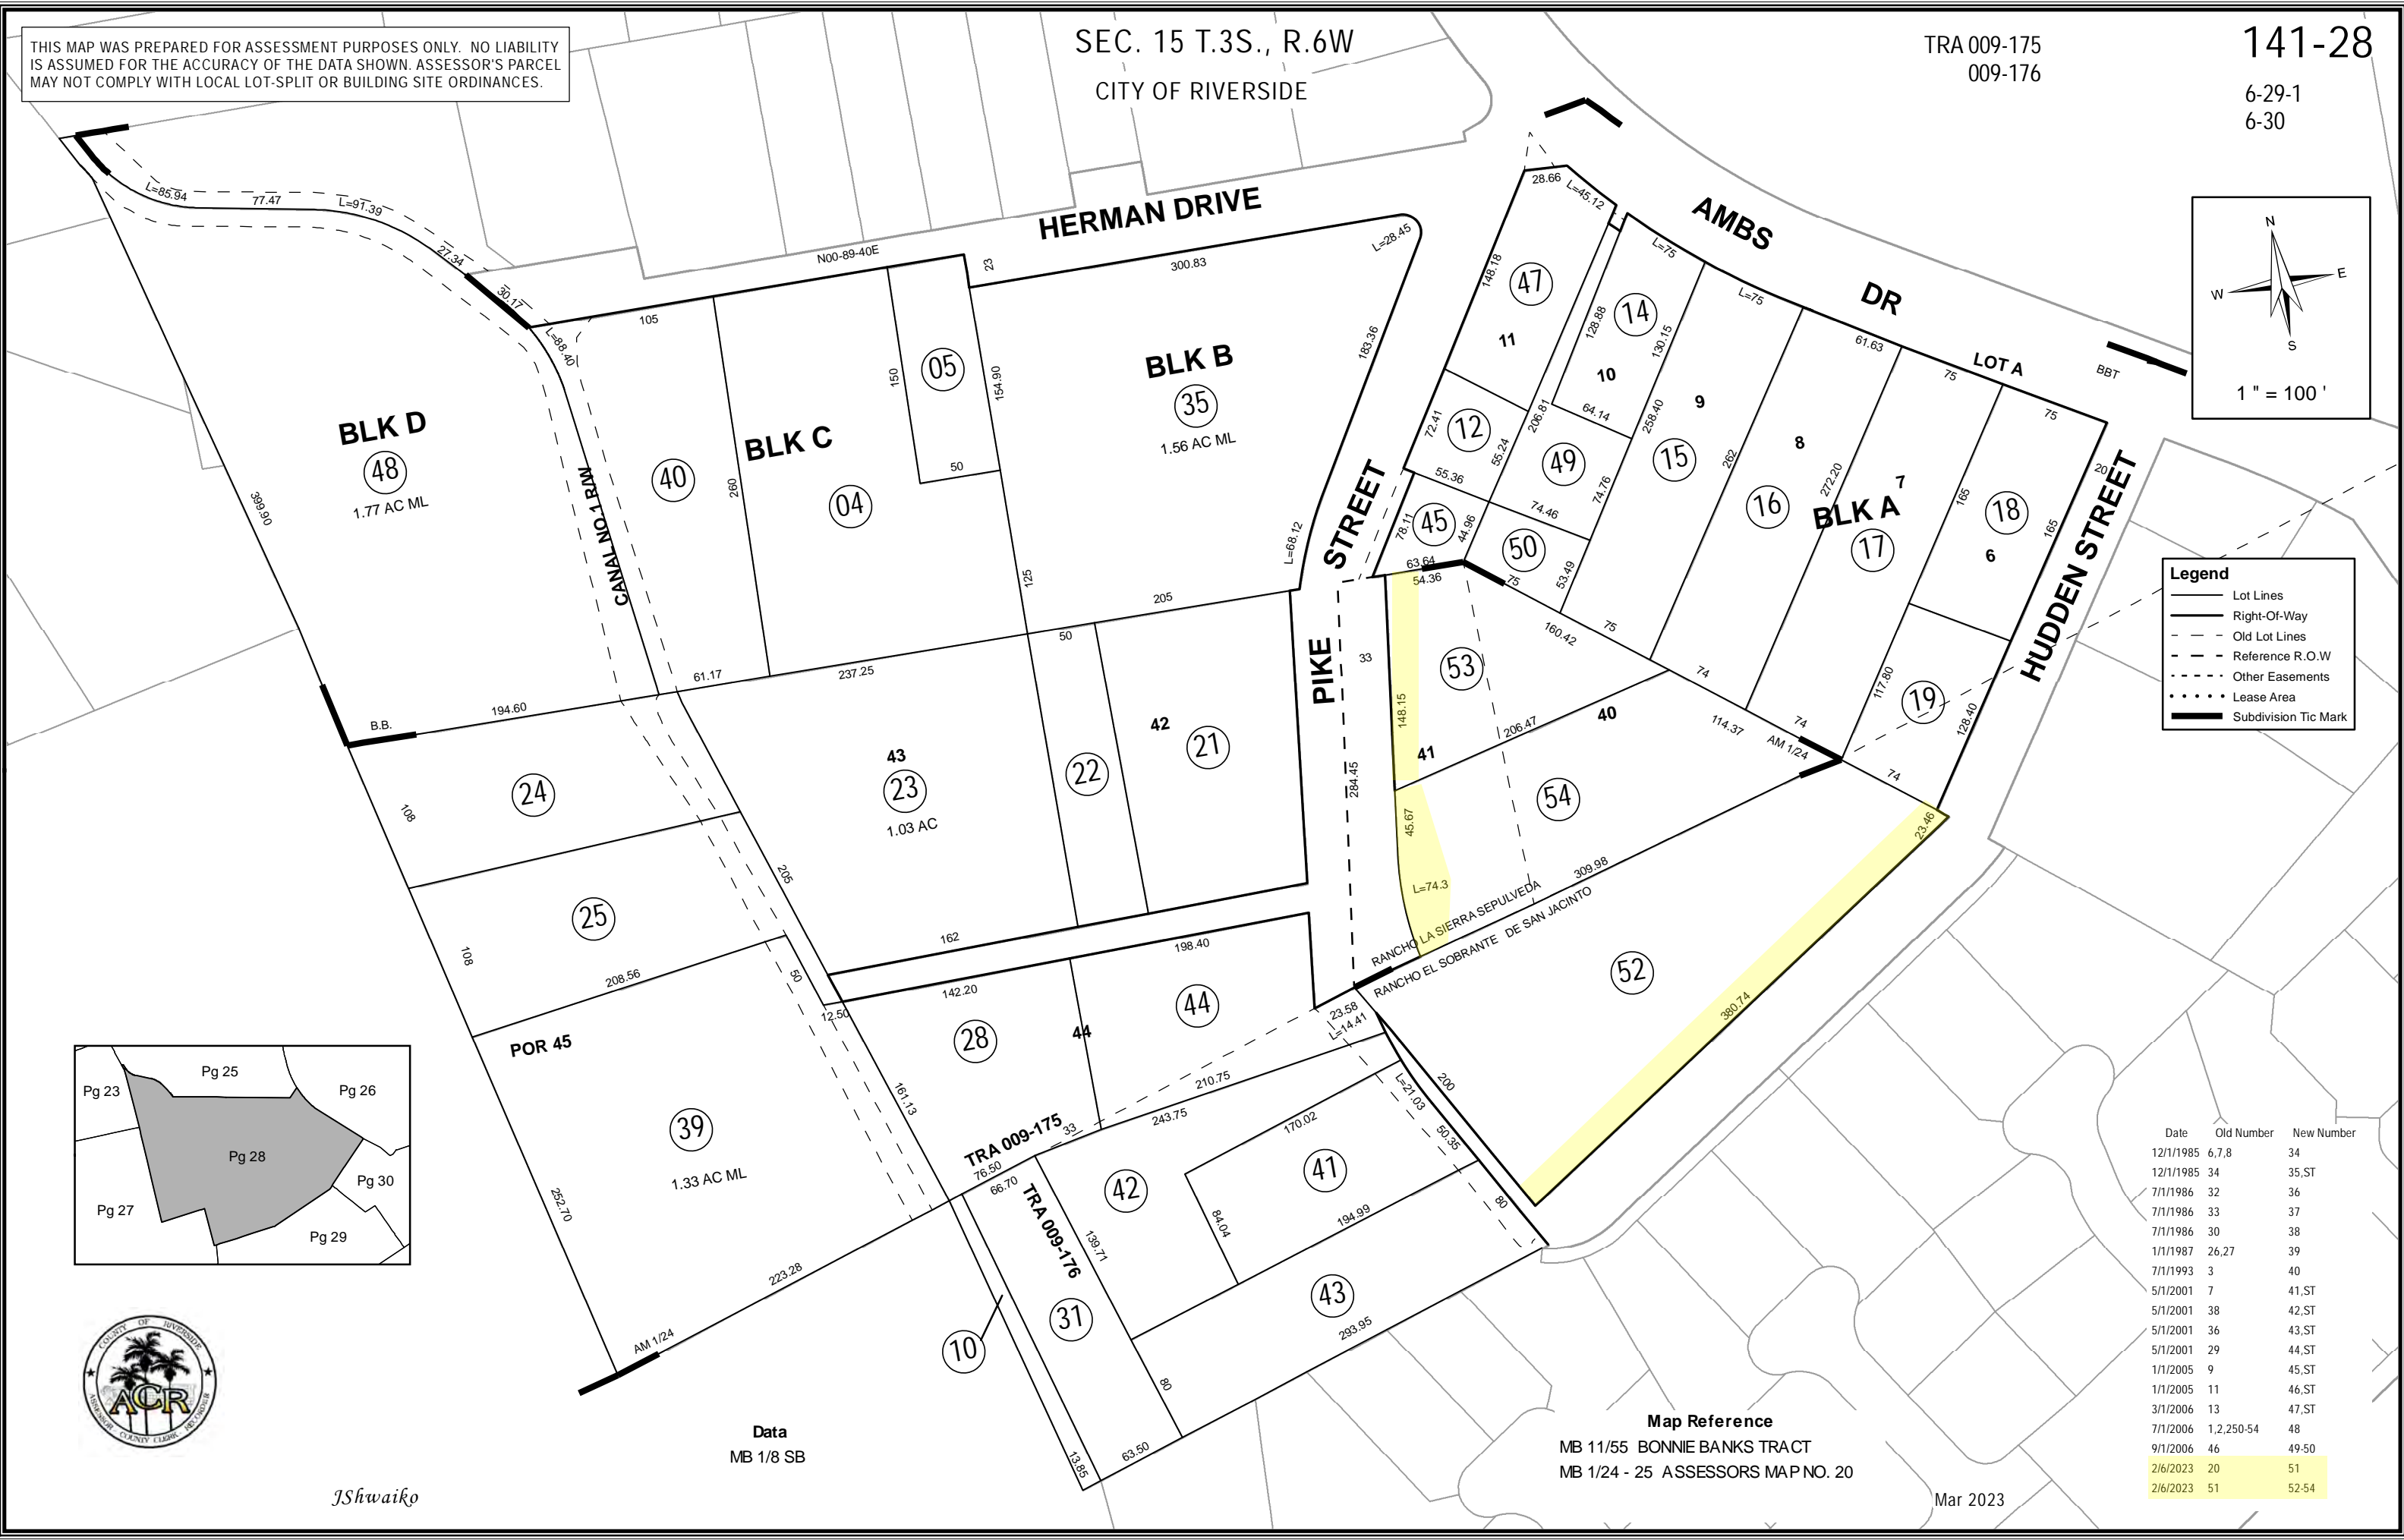 THIS MAP WAS PREPARED FOR ASSESSMENT PURPOSES ONLY. NO LIABILITY
IS ASSUMED FOR THE ACCURACY OF THE DATA SHOWN. ASSESSOR'S PARCEL
MAY NOT COMPLY WITH LOCAL LOT-SPLIT OR BUILDING SITE ORDINANCES.
SEC. 15 T.3S., R.6W
CITY OF RIVERSIDE
TRA 009-175
009-176
141-28
6-29-1
6-30
N
E
W
S
1 " = 100 '
HERMAN DRIVE
AMBS
DR
LOT A
BBT
HUDDEN STREET
PIKE
STREET
CANAL NO.1 R/W
L=85.94
77.47
L=91.39
27.34
30.17
L=88.40
N00-89-40E
105
23
300.83
L=28.45
183.36
L=68.12
BLK D
48
1.77 AC ML
399.90
BLK C
40
260
04
150
05
50
154.90
125
BLK B
35
1.56 AC ML
205
50
61.17
237.25
B.B.
194.60
28.66
L=45.12
148.18
47
11
72.41
12
55.36
55.24
206.81
L=75
128.88
14
10
64.14
130.15
49
74.76
74.46
258.40
78.11
45
44.96
63.64
54.36
50
53.49
75
L=75
9
15
262
75
61.63
8
16
272.20
74
75
7
BLK A
17
165
117.80
74
75
20
18
6
165
19
128.40
74
160.42
114.37
AM 1/24
33
148.15
53
206.47
41
40
284.45
45.67
54
L=74.3
309.98
RANCHO LA SIERRA SEPULVEDA
RANCHO EL SOBRANTE DE SAN JACINTO
23.46
52
380.74
200
24
108
25
108
208.56
50
12.50
205
43
23
1.03 AC
162
22
42
21
142.20
198.40
28
44
44
23.58
L=14.41
POR 45
39
1.33 AC ML
252.70
223.28
AM 1/24
161.13
TRA 009-175
33
76.50
66.70
TRA 009-176
210.75
243.75
170.02
L=21.03
50.35
80
42
41
84.04
194.99
139.71
31
43
293.95
80
10
13.85
63.50
Legend
Lot Lines
Right-Of-Way
Old Lot Lines
Reference R.O.W
Other Easements
Lease Area
Subdivision Tic Mark
Pg 23
Pg 25
Pg 26
Pg 28
Pg 27
Pg 30
Pg 29
COUNTY OF RIVERSIDE
ACR
ASSESSOR - COUNTY CLERK - RECORDER
JShwaiko
Data
MB 1/8 SB
Map Reference
MB 11/55 BONNIE BANKS TRACT
MB 1/24 - 25 ASSESSORS MAP NO. 20
Mar 2023
Date Old Number New Number
12/1/1985 6,7,8 34
12/1/1985 34 35,ST
7/1/1986 32 36
7/1/1986 33 37
7/1/1986 30 38
1/1/1987 26,27 39
7/1/1993 3 40
5/1/2001 7 41,ST
5/1/2001 38 42,ST
5/1/2001 36 43,ST
5/1/2001 29 44,ST
1/1/2005 9 45,ST
1/1/2005 11 46,ST
3/1/2006 13 47,ST
7/1/2006 1,2,250-54 48
9/1/2006 46 49-50
2/6/2023 20 51
2/6/2023 51 52-54